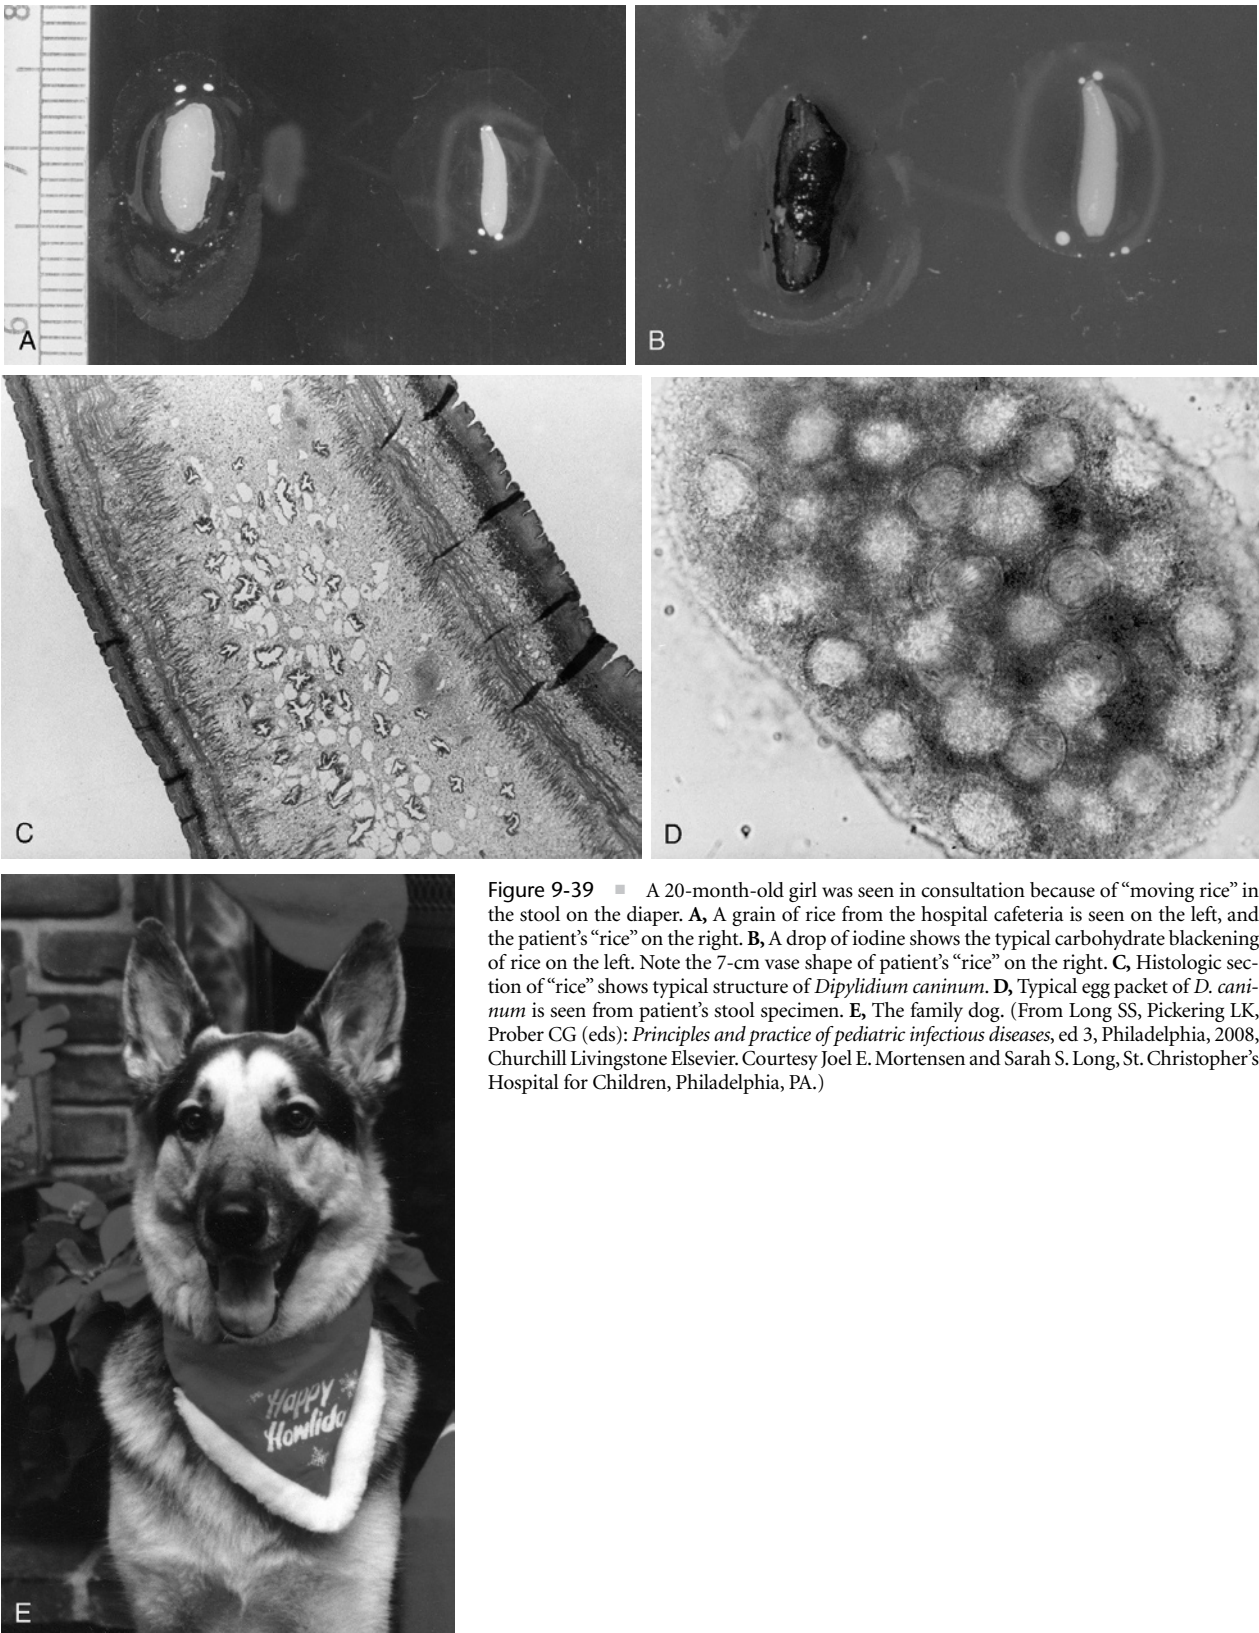 8
7
6
A
B
C
D
Happy
Howlida
E
Figure 9-39 ■ A 20-month-old girl was seen in consultation because of “moving rice” in
the stool on the diaper. A, A grain of rice from the hospital cafeteria is seen on the left, and
the patient’s “rice” on the right. B, A drop of iodine shows the typical carbohydrate blackening
of rice on the left. Note the 7-cm vase shape of patient’s “rice” on the right. C, Histologic sec-
tion of “rice” shows typical structure of Dipylidium caninum. D, Typical egg packet of D. cani-
num is seen from patient’s stool specimen. E, The family dog. (From Long SS, Pickering LK,
Prober CG (eds): Principles and practice of pediatric infectious diseases, ed 3, Philadelphia, 2008,
Churchill Livingstone Elsevier. Courtesy Joel E. Mortensen and Sarah S. Long, St. Christopher’s
Hospital for Children, Philadelphia, PA.)